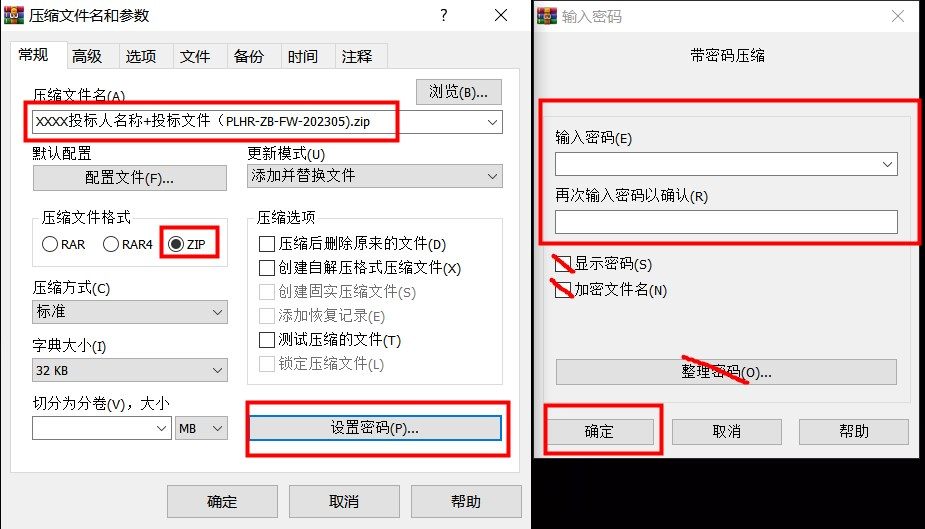 压缩文件名和参数
?
常规
高级
选项
文件
备份
时间
注释
压缩文件名(A)
浏览(B)...
XXXX投标人名称+投标文件（PLHR-ZB-FW-202305).zip
默认配置
更新模式(U)
配置文件(F)...
添加并替换文件
压缩文件格式
RAR
RAR4
ZIP
压缩选项
压缩后删除原来的文件(D)
创建自解压格式压缩文件(X)
创建固实压缩文件(S)
添加恢复记录(E)
测试压缩的文件(T)
锁定压缩文件(L)
压缩方式(C)
标准
字典大小(I)
32 KB
切分为分卷(V)，大小
MB
设置密码(P)...
确定
取消
帮助
输入密码
带密码压缩
输入密码(E)
再次输入密码以确认(R)
显示密码(S)
加密文件名(N)
整理密码(O)...
确定
取消
帮助